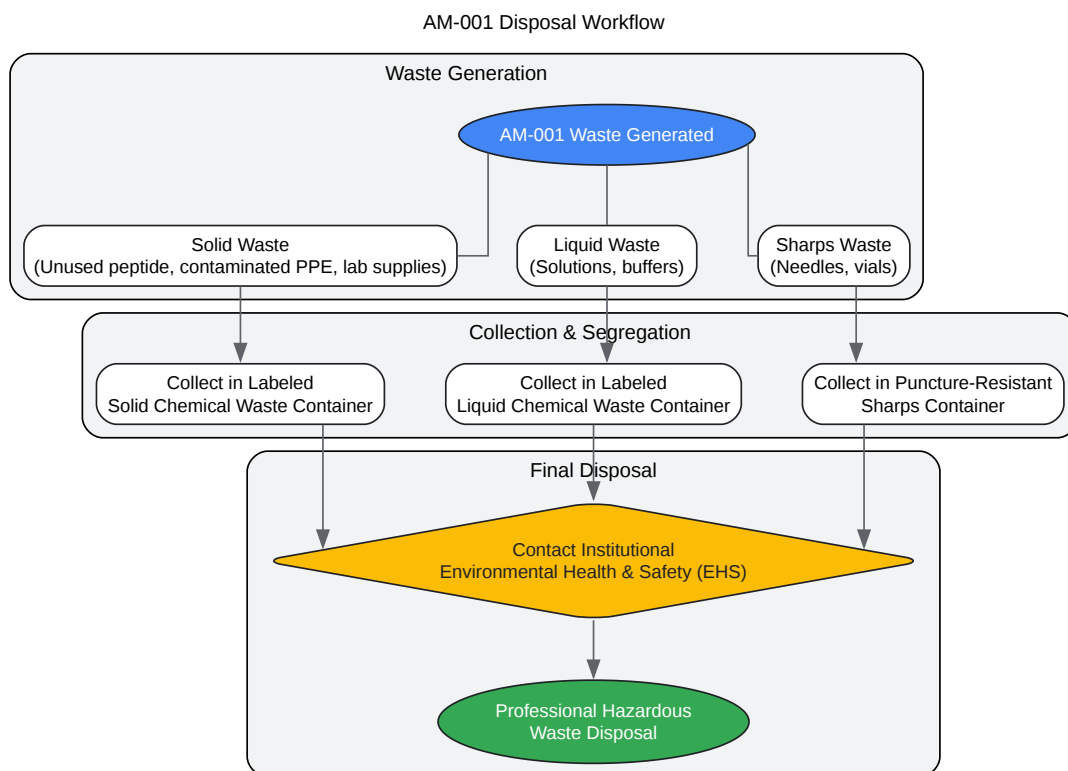 AM-001 Disposal Workflow
Waste Generation
AM-001 Waste Generated
Solid Waste
(Unused peptide, contaminated PPE, lab supplies)
Liquid Waste
(Solutions, buffers)
Sharps Waste
(Needles, vials)
Collection & Segregation
Collect in Labeled
Solid Chemical Waste Container
Collect in Labeled
Liquid Chemical Waste Container
Collect in Puncture-Resistant
Sharps Container
Final Disposal
Contact Institutional
Environmental Health & Safety (EHS)
Professional Hazardous
Waste Disposal